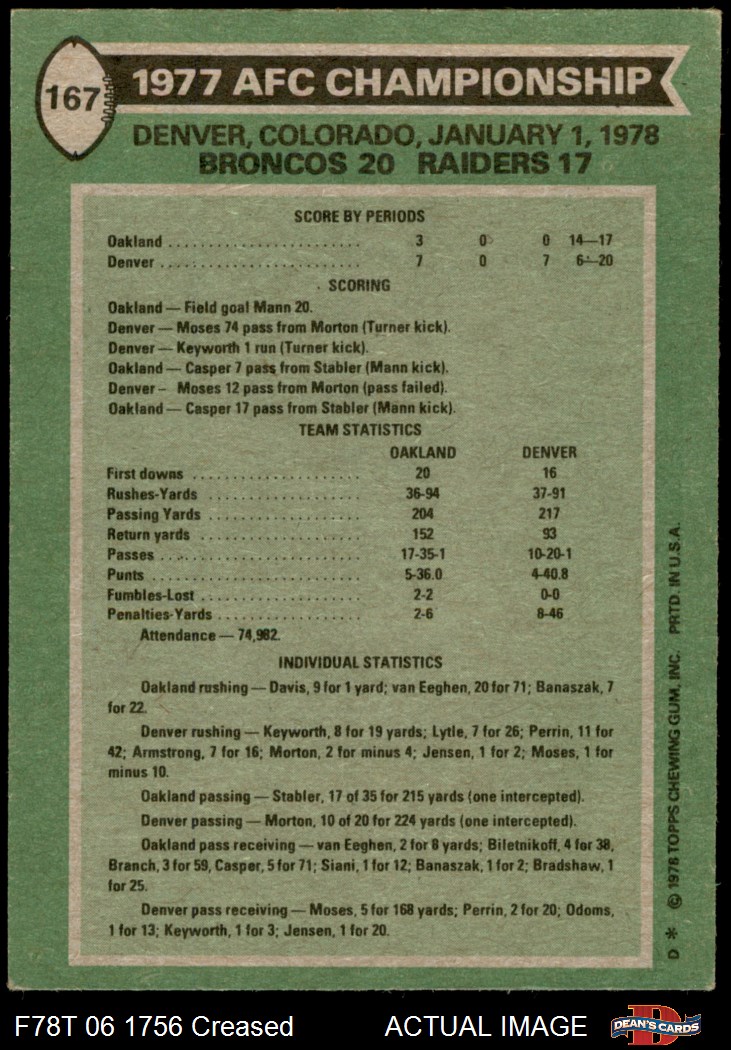 167
1977 AFC CHAMPIONSHIP
DENVER, COLORADO, JANUARY 1, 1978
BRONCOS 20 RAIDERS 17
SCORE BY PERIODS
Oakland ........................ 3 0 0 14—17
Denver ......................... 7 0 7 6—20
SCORING
Oakland — Field goal Mann 20.
Denver — Moses 74 pass from Morton (Turner kick).
Denver — Keyworth 1 run (Turner kick).
Oakland — Casper 7 pass from Stabler (Mann kick).
Denver – Moses 12 pass from Morton (pass failed).
Oakland — Casper 17 pass from Stabler (Mann kick).
TEAM STATISTICS
OAKLAND DENVER
First downs ..................... 20 16
Rushes-Yards ................... 36-94 37-91
Passing Yards ................... 204 217
Return yards .................... 152 93
Passes ......................... 17-35-1 10-20-1
Punts .......................... 5-36.0 4-40.8
Fumbles-Lost ................... 2-2 0-0
Penalties-Yards .................. 2-6 8-46
Attendance — 74,982.
INDIVIDUAL STATISTICS
Oakland rushing — Davis, 9 for 1 yard; van Eeghen, 20 for 71; Banaszak, 7
for 22.
Denver rushing — Keyworth, 8 for 19 yards; Lytle, 7 for 26; Perrin, 11 for
42; Armstrong, 7 for 16; Morton, 2 for minus 4; Jensen, 1 for 2; Moses, 1 for
minus 10.
Oakland passing — Stabler, 17 of 35 for 215 yards (one intercepted).
Denver passing — Morton, 10 of 20 for 224 yards (one intercepted).
Oakland pass receiving — van Eeghen, 2 for 8 yards; Biletnikoff, 4 for 38,
Branch, 3 for 59, Casper, 5 for 71; Siani, 1 for 12; Banaszak, 1 for 2; Bradshaw, 1
for 25.
Denver pass receiving — Moses, 5 for 168 yards; Perrin, 2 for 20; Odoms,
1 for 13; Keyworth, 1 for 3; Jensen, 1 for 20.
D * © 1978 TOPPS CHEWING GUM, INC. PRTD. IN U.S.A.
F78T 06 1756 Creased ACTUAL IMAGE
D
DEAN'S CARDS